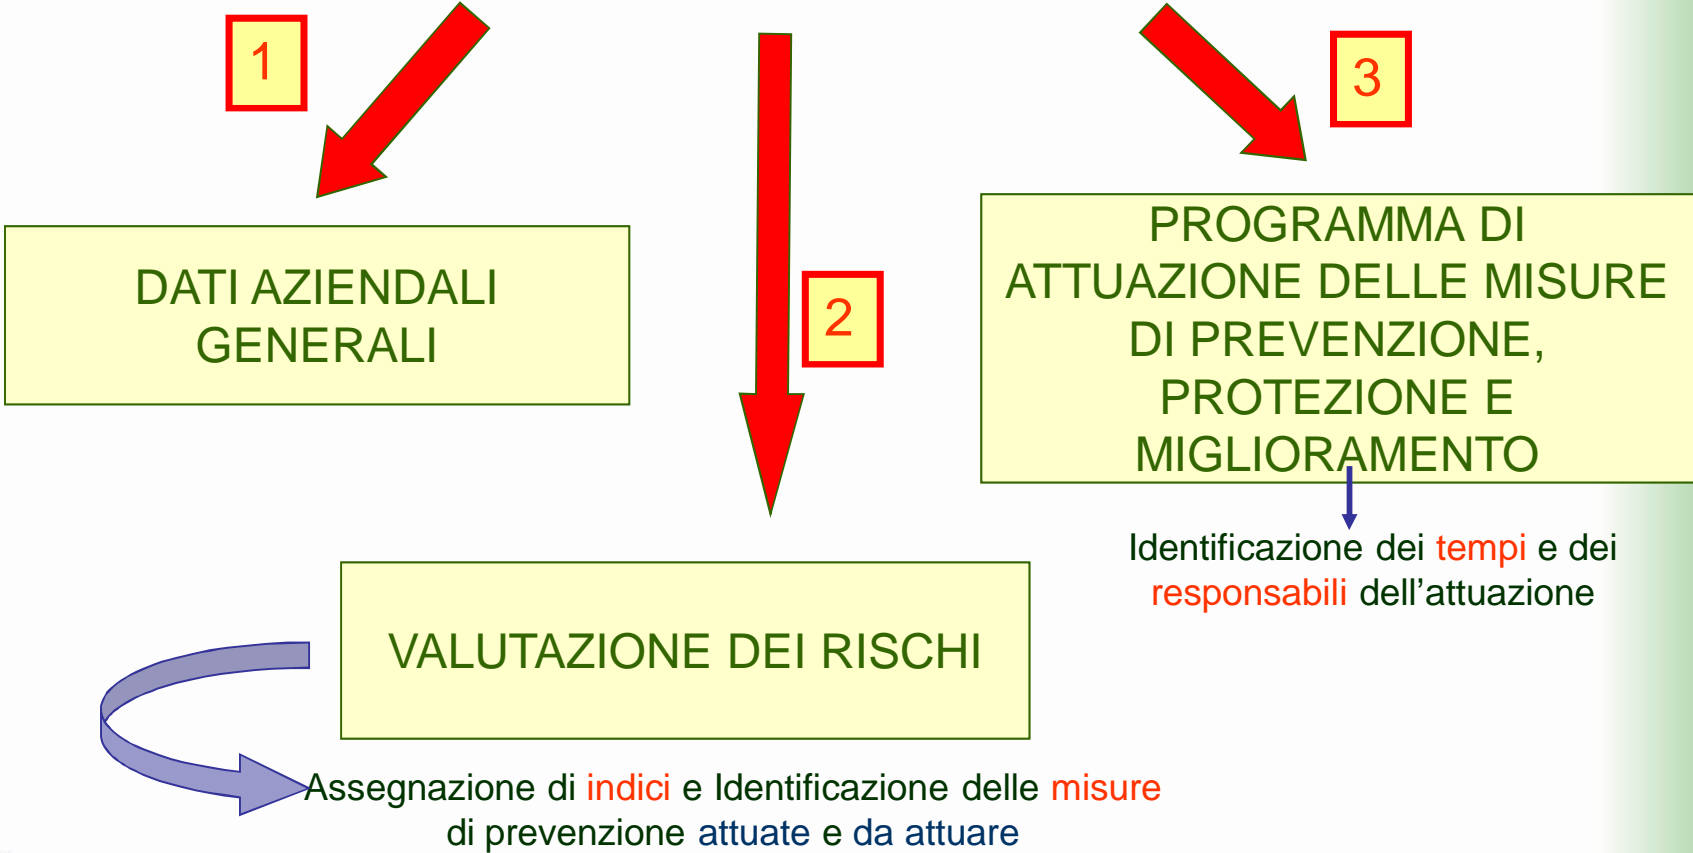 1
DATI AZIENDALI
GENERALI
2
VALUTAZIONE DEI RISCHI
Assegnazione di indici e Identificazione delle misure
di prevenzione attuate e da attuare
3
PROGRAMMA DI
ATTUAZIONE DELLE MISURE
DI PREVENZIONE,
PROTEZIONE E
MIGLIORAMENTO
Identificazione dei tempi e dei
responsabili dell’attuazione